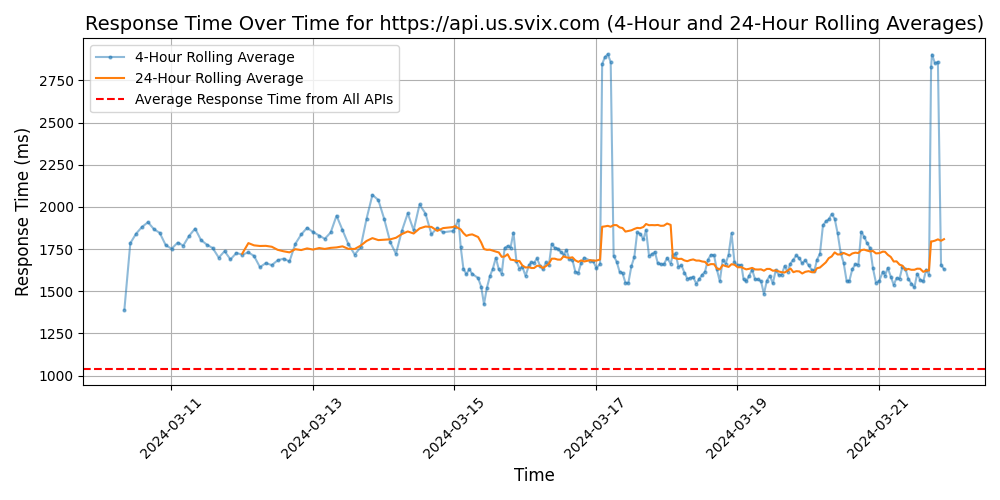 Response Time Over Time for https://api.us.svix.com (4-Hour and 24-Hour Rolling Averages)
4-Hour Rolling Average
24-Hour Rolling Average
Average Response Time from All APIs
Response Time (ms)
2750
2500
2250
2000
1750
1500
1250
1000
2024-03-11
2024-03-13
2024-03-15
2024-03-17
2024-03-19
2024-03-21
Time